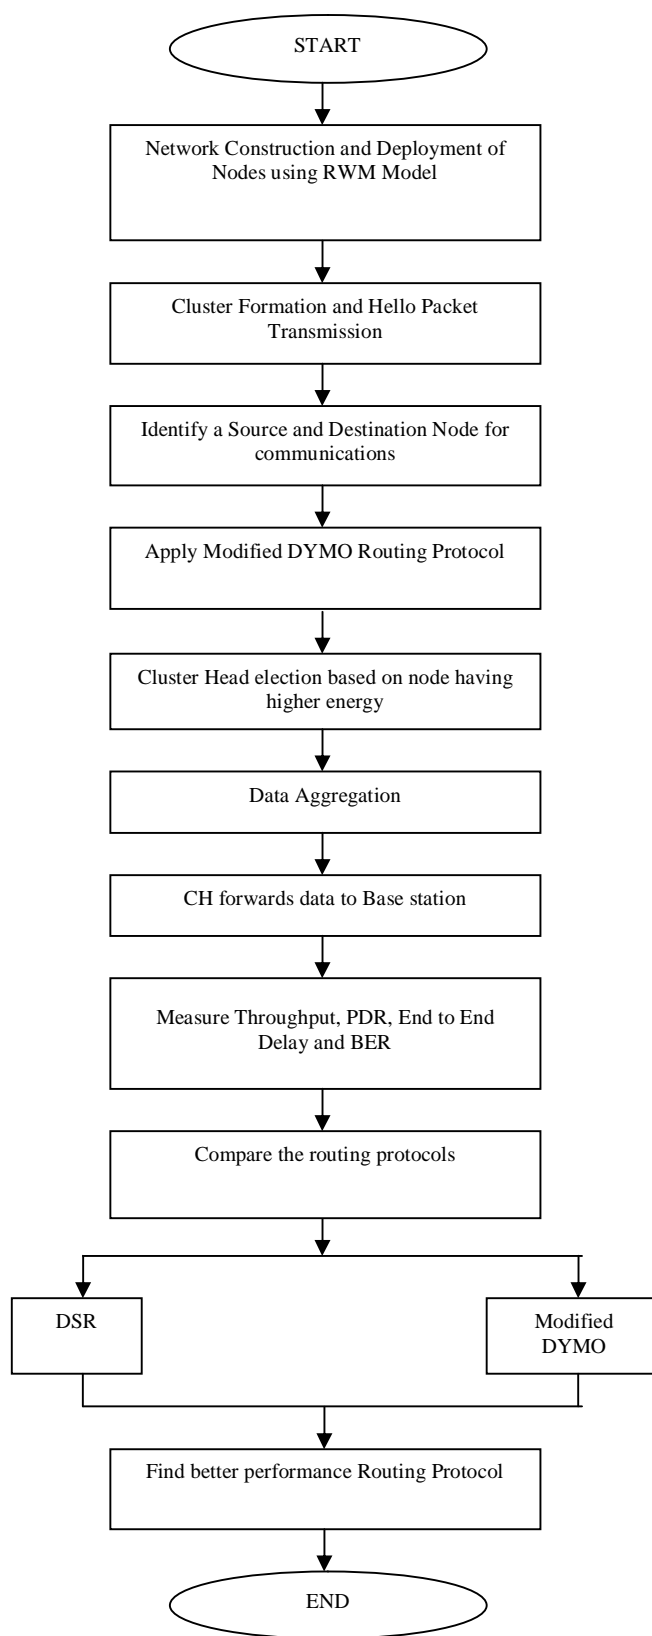 START
Network Construction and Deployment of
Nodes using RWM Model
Cluster Formation and Hello Packet
Transmission
Identify a Source and Destination Node for
communications
Apply Modified DYMO Routing Protocol
Cluster Head election based on node having
higher energy
Data Aggregation
CH forwards data to Base station
Measure Throughput, PDR, End to End
Delay and BER
Compare the routing protocols
DSR
Modified
DYMO
Find better performance Routing Protocol
END